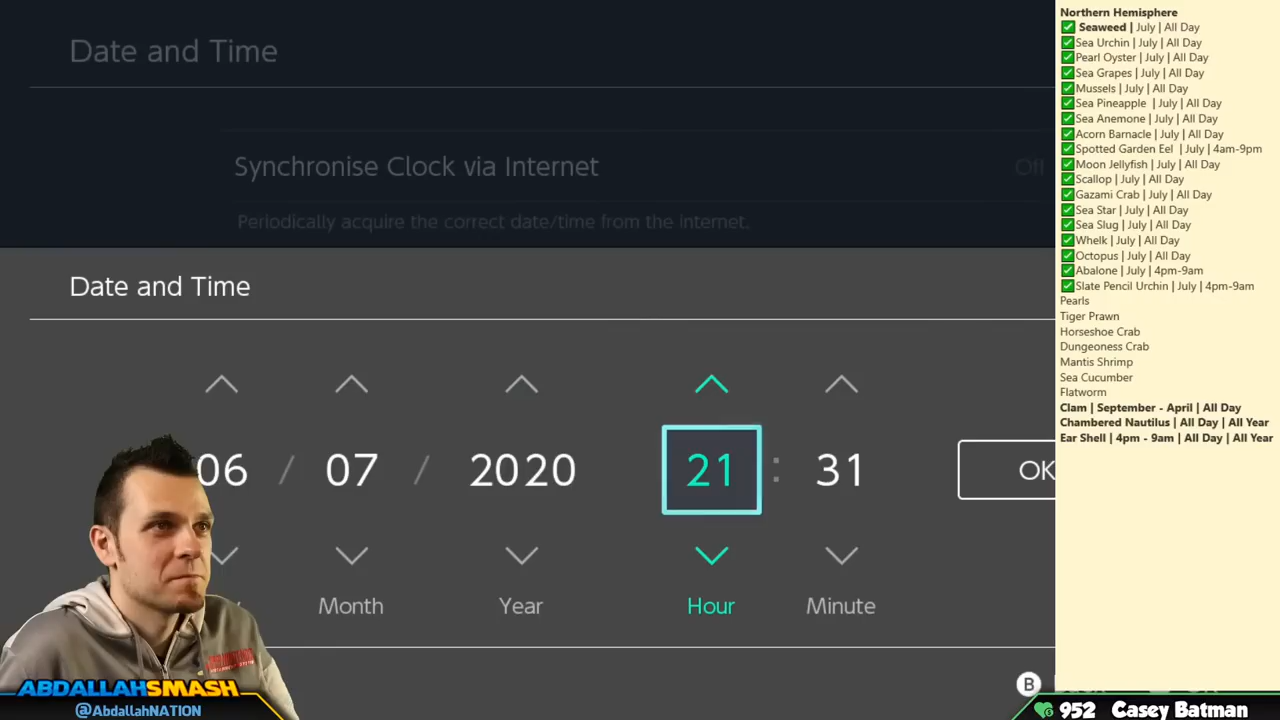 Date and Time
Synchronise Clock via Internet
Off
Periodically acquire the correct date/time from the internet.
Date and Time
06 / 07 / 2020 21 : 31 OK
Month Year Hour Minute
B
ABDALLAHSMASH
@AbdallahNATION
Northern Hemisphere
✅ Seaweed | July | All Day
✅Sea Urchin | July | All Day
✅Pearl Oyster | July | All Day
✅Sea Grapes | July | All Day
✅Mussels | July | All Day
✅Sea Pineapple | July | All Day
✅Sea Anemone | July | All Day
✅Acorn Barnacle | July | All Day
✅Spotted Garden Eel | July | 4am-9pm
✅Moon Jellyfish | July | All Day
✅Scallop | July | All Day
✅Gazami Crab | July | All Day
✅Sea Star | July | All Day
✅Sea Slug | July | All Day
✅Whelk | July | All Day
✅Octopus | July | All Day
✅Abalone | July | 4pm-9am
✅Slate Pencil Urchin | July | 4pm-9am
Pearls
Tiger Prawn
Horseshoe Crab
Dungeoness Crab
Mantis Shrimp
Sea Cucumber
Flatworm
Clam | September - April | All Day
Chambered Nautilus | All Day | All Year
Ear Shell | 4pm - 9am | All Day | All Year
952 Casey Batman